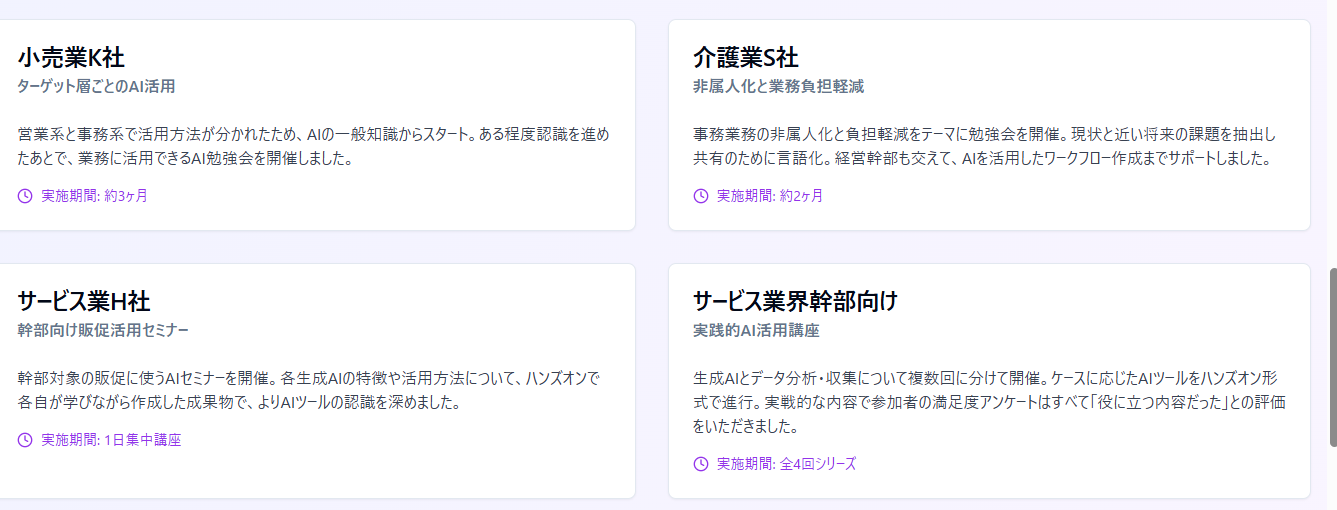 小売業K社
ターゲット層ごとのAI活用
営業系と事務系で活用方法が分かれたため、AIの一般知識からスタート。ある程度認識を進め
たあとで、業務に活用できるAI勉強会を開催しました。
実施期間: 約3ヶ月
介護業S社
非属人化と業務負担軽減
事務業務の非属人化と負担軽減をテーマに勉強会を開催。現状と近い将来の課題を抽出し
共有のために言語化。経営幹部も交えて、AIを活用したワークフロー作成までサポートしました。
実施期間: 約2ヶ月
サービス業H社
幹部向け販促活用セミナー
幹部対象の販促に使うAIセミナーを開催。各生成AIの特徴や活用方法について、ハンズオンで
各自が学びながら作成した成果物で、よりAIツールの認識を深めました。
実施期間: 1日集中講座
サービス業界幹部向け
実践的AI活用講座
生成AIとデータ分析・収集について複数回に分けて開催。ケースに応じたAIツールをハンズオン形
式で進行。実戦的な内容で参加者の満足度アンケートはすべて「役に立つ内容だった」との評価
をいただきました。
実施期間: 全4回シリーズ